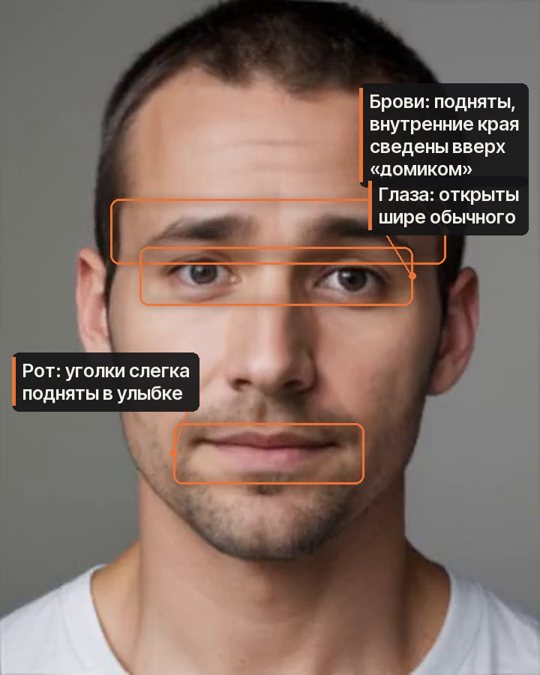 Брови: подняты,
внутренние края
сведены вверх
«домиком»
Глаза: открыты
шире обычного
Рот: уголки слегка
подняты в улыбке